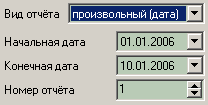 Вид отчёта произвольный (дата)
Начальная дата 01.01.2006
Конечная дата 10.01.2006
Номер отчёта 1